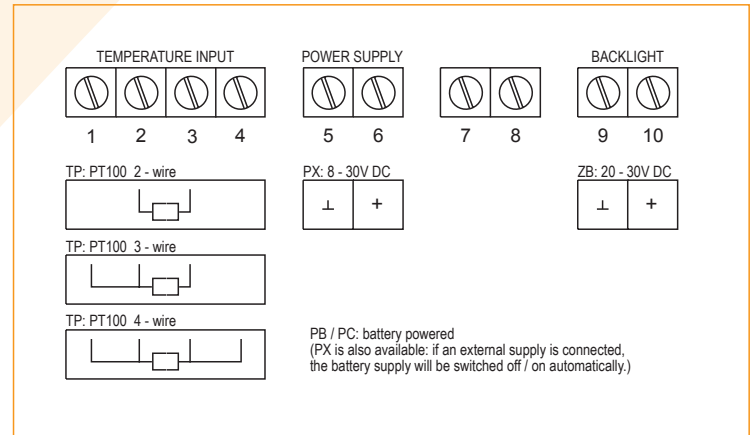 TEMPERATURE INPUT POWER SUPPLY BACKLIGHT
1 2 3 4 5 6 7 8 9 10
TP: PT100 2 - wire PX: 8 - 30V DC ZB: 20 - 30V DC
⊥ + ⊥ +
TP: PT100 3 - wire
TP: PT100 4 - wire
PB / PC: battery powered
(PX is also available: if an external supply is connected,
the battery supply will be switched off / on automatically.)